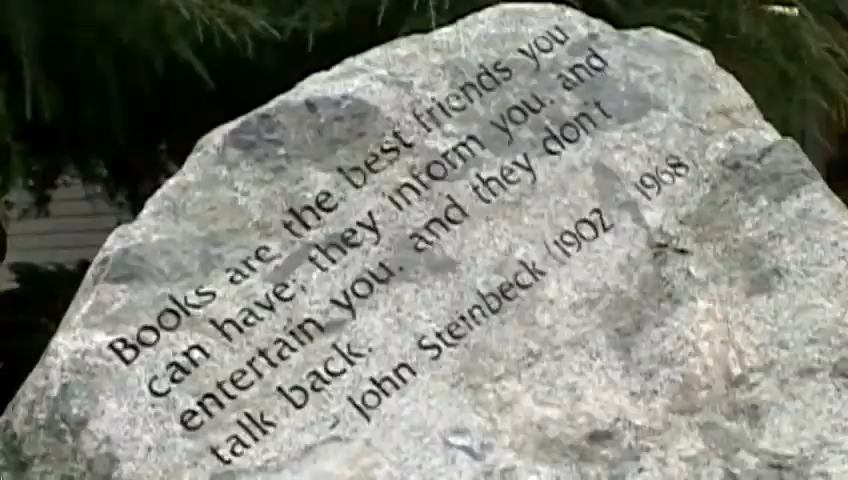 Books are the best friends you
can have; they inform you, and
entertain you, and they don't
talk back.
- John Steinbeck (1902 1968)